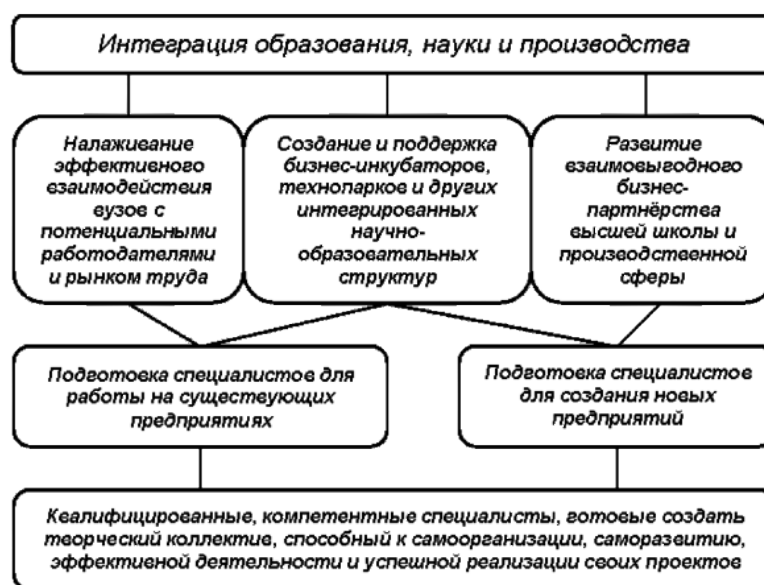 Интеграция образования, науки и производства
Налаживание
эффективного
взаимодействия
вузов с
потенциальными
работодателями
и рынком труда
Создание и поддержка
бизнес-инкубаторов,
технопарков и других
интегрированных
научно-
образовательных
структур
Развитие
взаимовыгодного
бизнес-
партнёрства
высшей школы и
производственной
сферы
Подготовка специалистов для
работы на существующих
предприятиях
Подготовка специалистов
для создания новых
предприятий
Квалифицированные, компетентные специалисты, готовые создать
творческий коллектив, способный к самоорганизации, саморазвитию,
эффективной деятельности и успешной реализации своих проектов